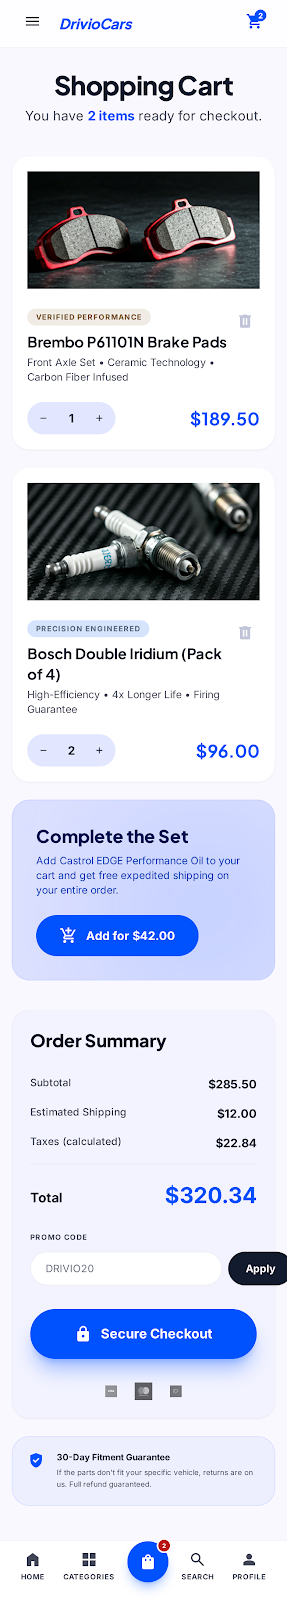 DrivioCars
2
Shopping Cart
You have 2 items ready for checkout.
VERIFIED PERFORMANCE
Brembo P61101N Brake Pads
Front Axle Set • Ceramic Technology •
Carbon Fiber Infused
− 1 +
$189.50
PRECISION ENGINEERED
Bosch Double Iridium (Pack
of 4)
High-Efficiency • 4x Longer Life • Firing
Guarantee
− 2 +
$96.00
Complete the Set
Add Castrol EDGE Performance Oil to your
cart and get free expedited shipping on
your entire order.
Add for $42.00
Order Summary
Subtotal
$285.50
Estimated Shipping
$12.00
Taxes (calculated)
$22.84
Total
$320.34
PROMO CODE
DRIVIO20
Apply
Secure Checkout
30-Day Fitment Guarantee
If the parts don't fit your specific vehicle, returns are on
us. Full refund guaranteed.
2
HOME
CATEGORIES
SEARCH
PROFILE